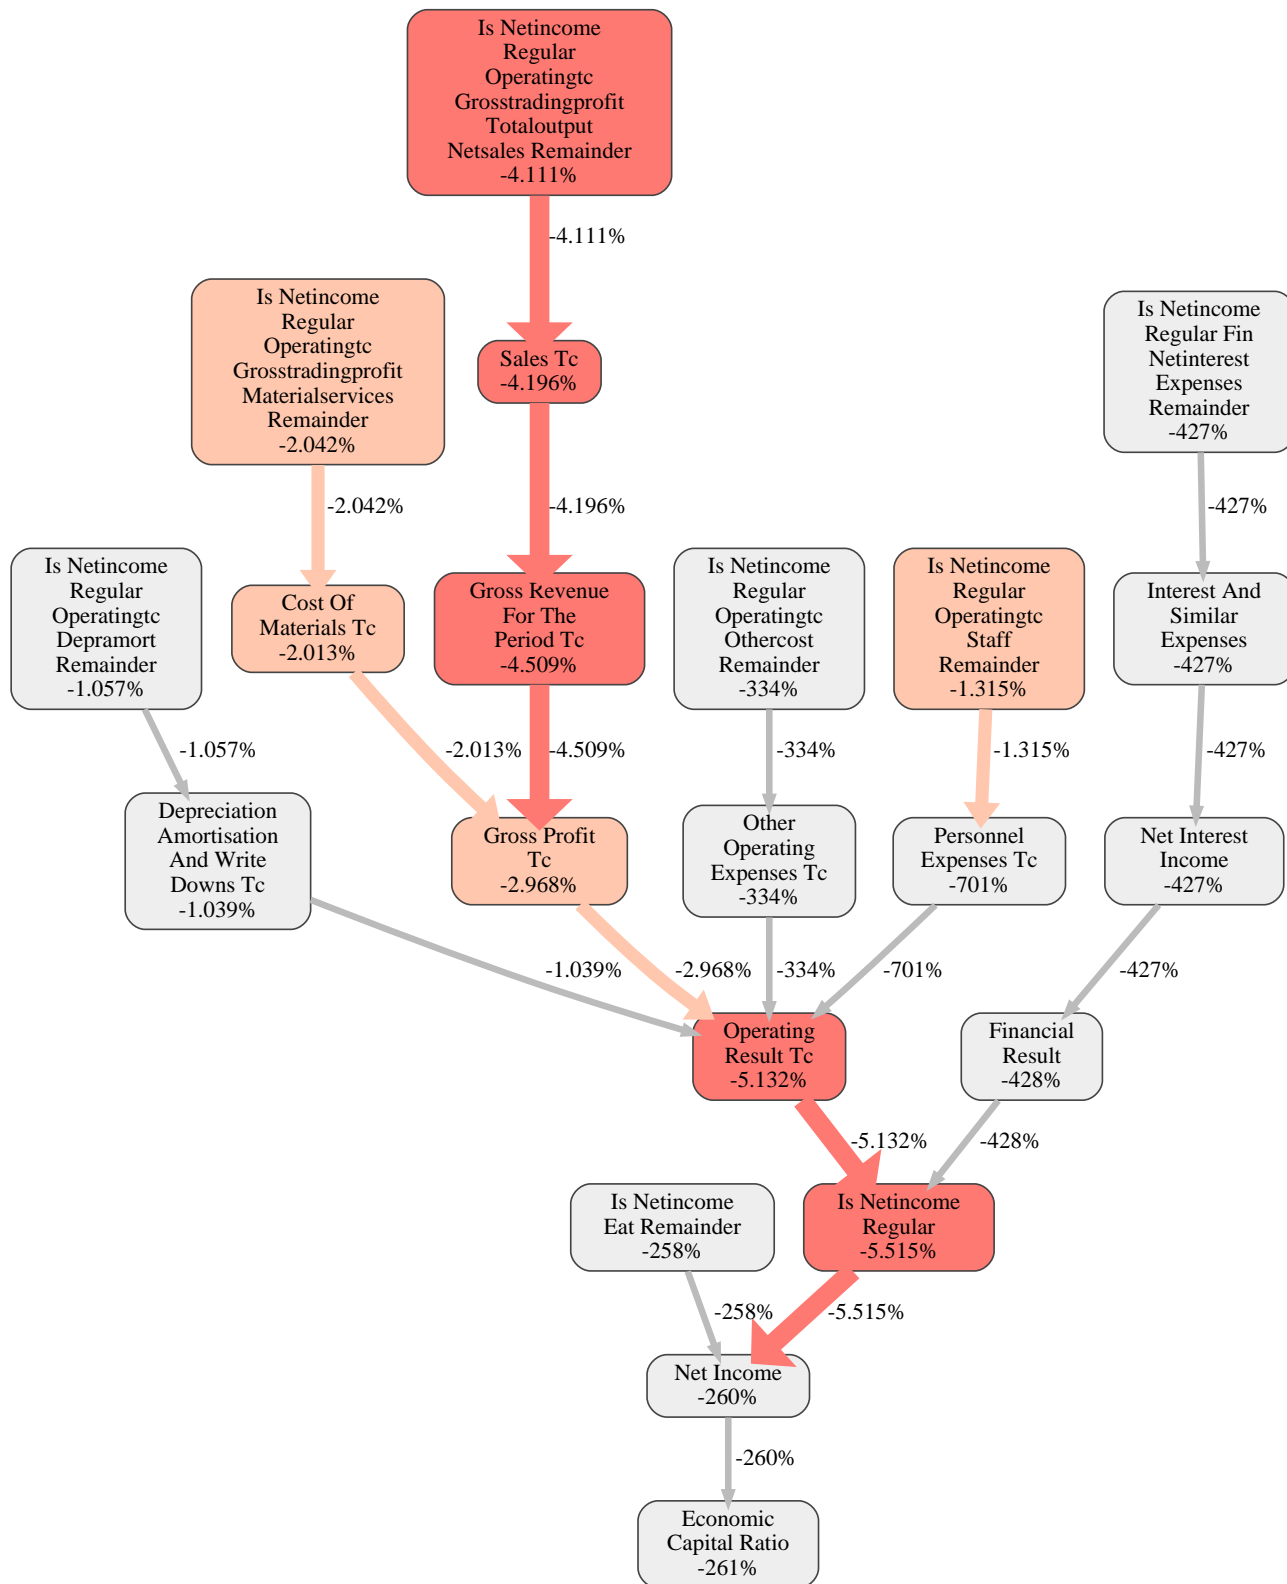 Is Netincome
Regular
Operatingtc
Grosstradingprofit
Totaloutput
Netsales Remainder
-4.111%
-4.111%
Is Netincome
Regular
Operatingtc
Grosstradingprofit
Materialservices
Remainder
-2.042%
Is Netincome
Regular Fin
Netinterest
Expenses
Remainder
-427%
Sales Tc
-4.196%
-2.042%
-4.196%
-427%
Is Netincome
Regular
Operatingtc
Depramort
Remainder
-1.057%
Cost Of
Materials Tc
-2.013%
Gross Revenue
For The
Period Tc
-4.509%
Is Netincome
Regular
Operatingtc
Othercost
Remainder
-334%
Is Netincome
Regular
Operatingtc
Staff
Remainder
-1.315%
Interest And
Similar
Expenses
-427%
-1.057%
-2.013%
-4.509%
-334%
-1.315%
-427%
Depreciation
Amortisation
And Write
Downs Tc
-1.039%
Gross Profit
Tc
-2.968%
Other
Operating
Expenses Tc
-334%
Personnel
Expenses Tc
-701%
Net Interest
Income
-427%
-1.039%
-2.968%
-334%
-701%
-427%
Operating
Result Tc
-5.132%
Financial
Result
-428%
-5.132%
-428%
Is Netincome
Eat Remainder
-258%
Is Netincome
Regular
-5.515%
-258%
-5.515%
Net Income
-260%
-260%
Economic
Capital Ratio
-261%